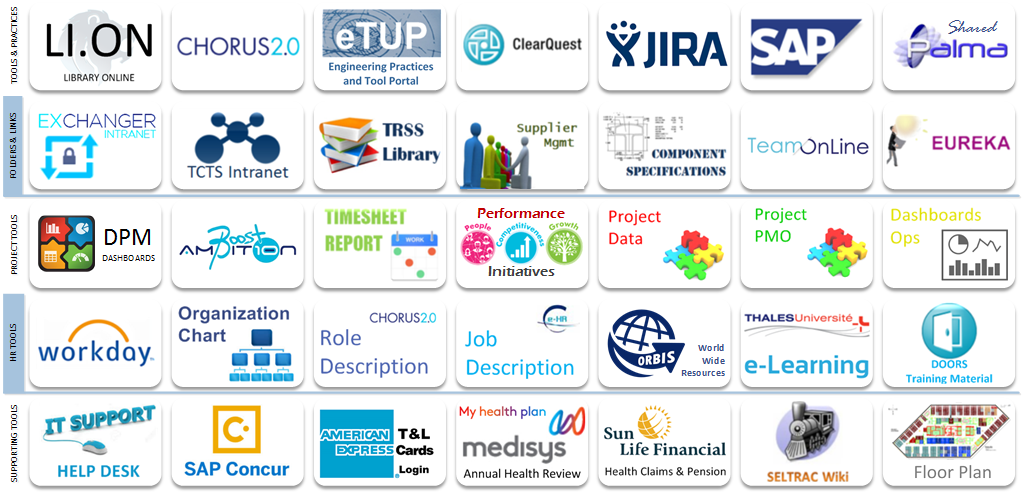 TOOLS & PRACTICES
LI.ON
LIBRARY ONLINE
CHORUS2.0
eTUP
Engineering Practices
and Tool Portal
ClearQuest
JIRA
SAP
Shared
Palma
FOLDERS & LINKS
EXCHANGER
INTRANET
TCTS Intranet
TRSS
Library
Supplier
Mgmt
COMPONENT
SPECIFICATIONS
TeamOnLine
EUREKA
PROJECT TOOLS
DPM
DASHBOARDS
Boost
AMBITION
TIMESHEET
REPORT
WORK
Performance
People
Competitiveness
Growth
Initiatives
Project
Data
Project
PMO
Dashboards
Ops
HR TOOLS
workday
Organization
Chart
CHORUS2.0
Role
Description
e-HR
Job
Description
ORBIS
World
Wide
Resources
THALESUniversité
e-Learning
DOORS
Training Material
SUPPORTING TOOLS
IT SUPPORT
HELP DESK
SAP Concur
AMERICAN
EXPRESS
T&L
Cards
Login
My health plan
medisys
Annual Health Review
Sun
Life Financial
Health Claims & Pension
SELTRAC Wiki
Floor Plan